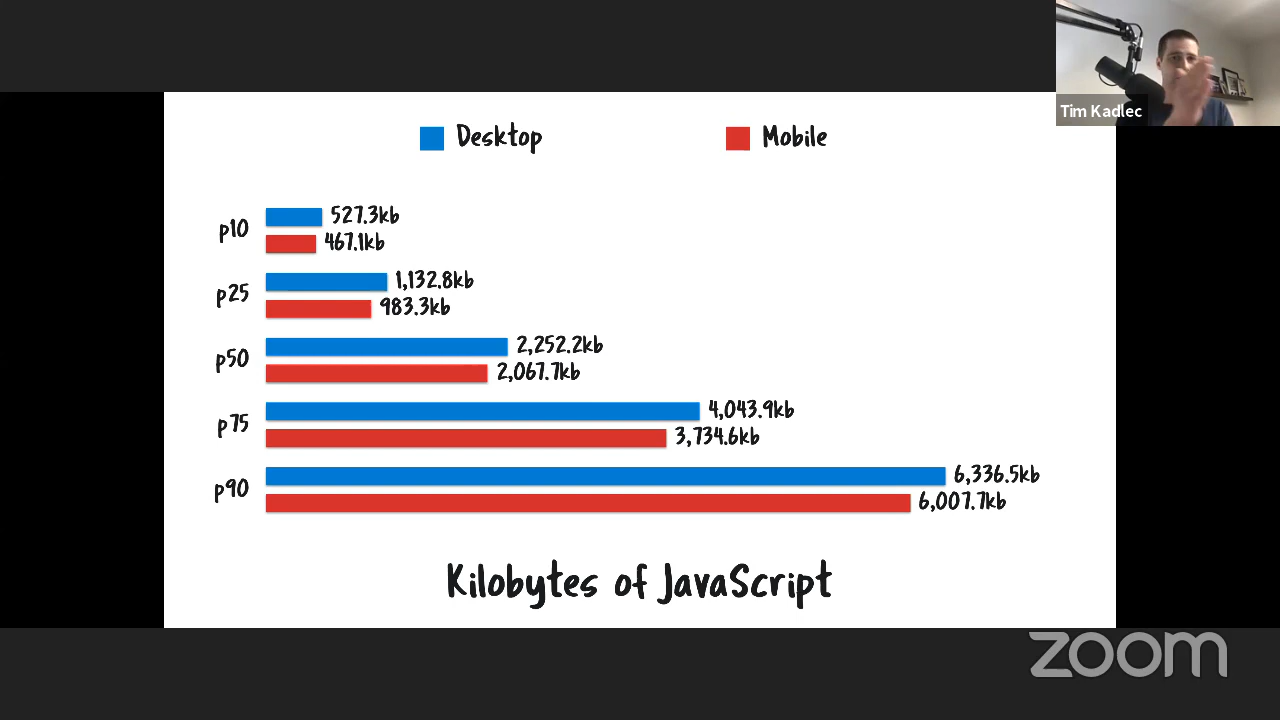 Tim Kadlec
Desktop
Mobile
p10
527.3kb
467.1kb
p25
1,132.8kb
983.3kb
p50
2,252.2kb
2,067.7kb
p75
4,043.9kb
3,734.6kb
p90
6,336.5kb
6,007.7kb
Kilobytes of JavaScript
zoom